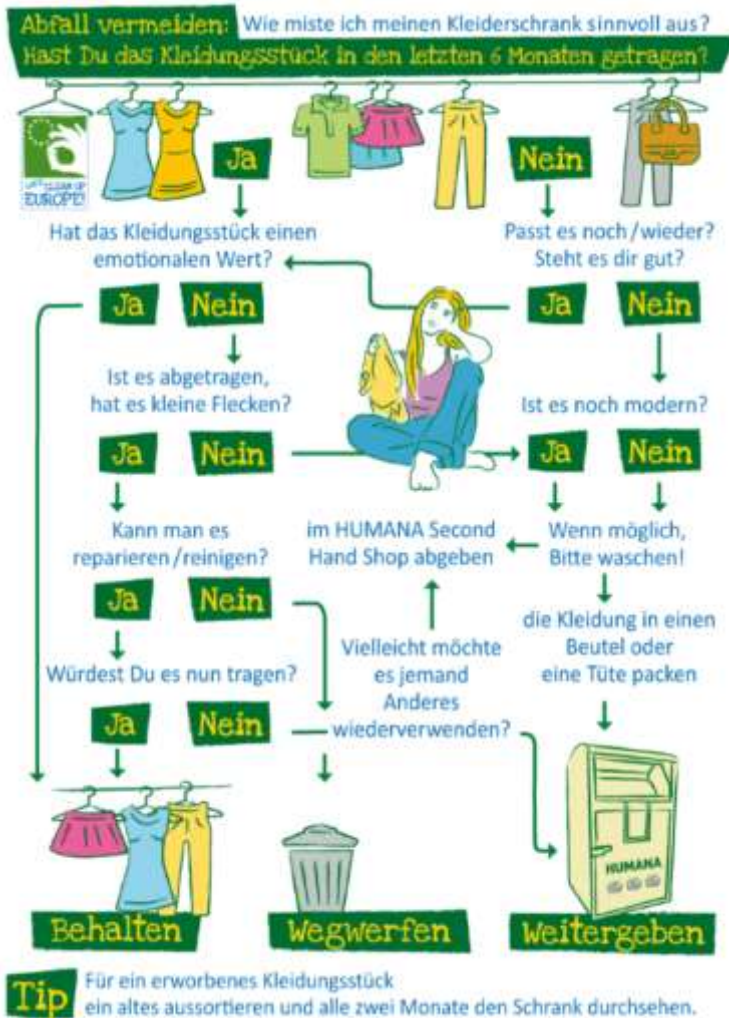 Abfall vermeiden: Wie miste ich meinen Kleiderschrank sinnvoll aus?
Hast Du das Kleidungsstück in den letzten 6 Monaten getragen?
LET'S CLEAN UP
EUROPE!
Ja
Nein
Hat das Kleidungsstück einen
emotionalen Wert?
Passt es noch/wieder?
Steht es dir gut?
Ja Nein
Ja Nein
Ist es abgetragen,
hat es kleine Flecken?
Ist es noch modern?
Ja Nein
Ja Nein
Kann man es
reparieren/reinigen?
im HUMANA Second
Hand Shop abgeben
Wenn möglich,
Bitte waschen!
Ja Nein
die Kleidung in einen
Beutel oder
eine Tüte packen
Vielleicht möchte
es jemand
Anderes
wiederverwenden?
Würdest Du es nun tragen?
Ja Nein
HUMANA
Behalten
Wegwerfen
Weitergeben
Tip
Für ein erworbenes Kleidungsstück
ein altes aussortieren und alle zwei Monate den Schrank durchsehen.